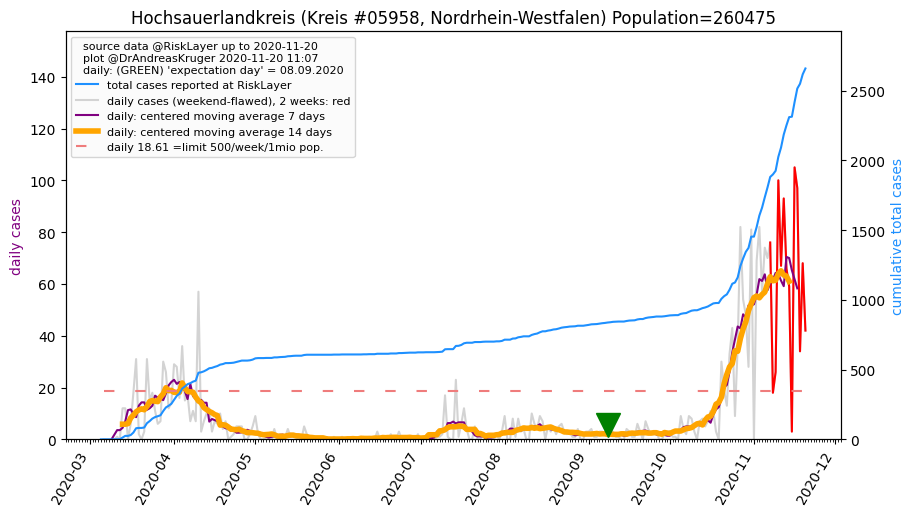 Hochsauerlandkreis (Kreis #05958, Nordrhein-Westfalen) Population=260475
source data @RiskLayer up to 2020-11-20
plot @DrAndreasKruger 2020-11-20 11:07
daily: (GREEN) 'expectation day' = 08.09.2020
total cases reported at RiskLayer
daily cases (weekend-flawed), 2 weeks: red
daily: centered moving average 7 days
daily: centered moving average 14 days
daily 18.61 =limit 500/week/1mio pop.
daily cases
140
120
100
80
60
40
20
0
2500
2000
1500
1000
500
0
cumulative total cases
2020-03
2020-04
2020-05
2020-06
2020-07
2020-08
2020-09
2020-10
2020-11
2020-12